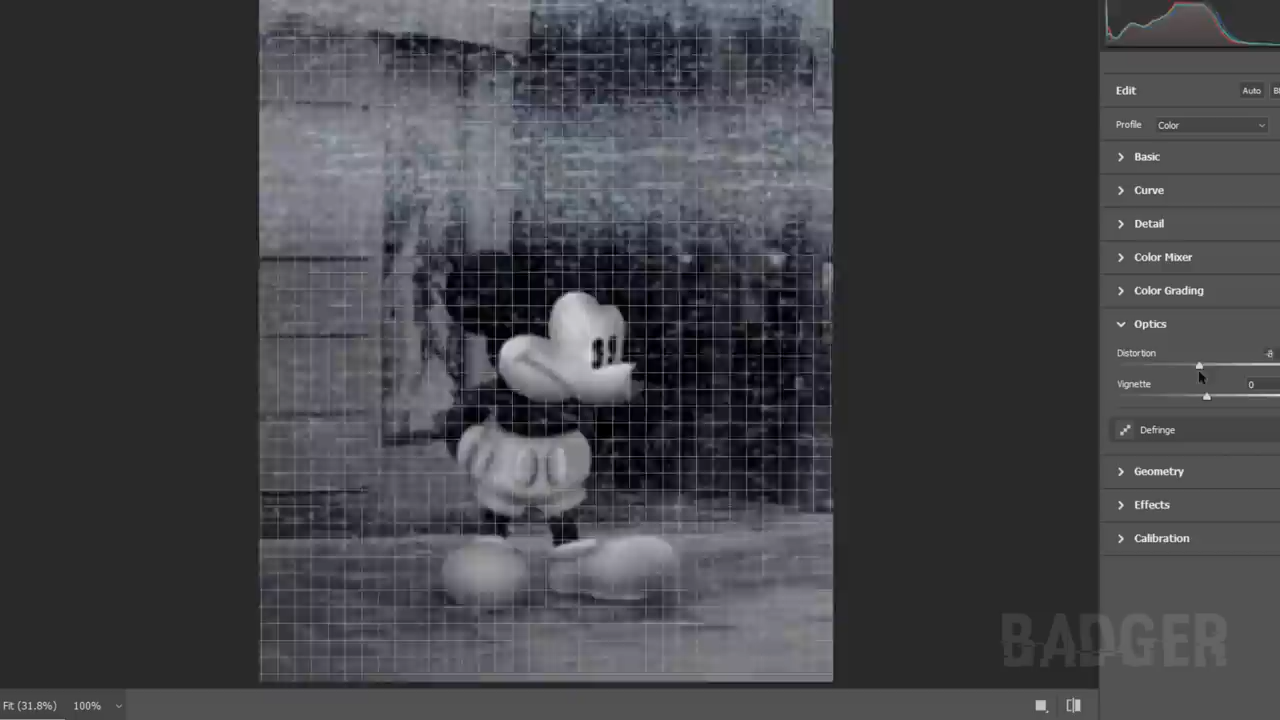 Edit Auto
Profile Color
Basic
Curve
Detail
Color Mixer
Color Grading
Optics
Distortion -8
Vignette 0
Defringe
Geometry
Effects
Calibration
BADGER
Fit (31.8%) 100%